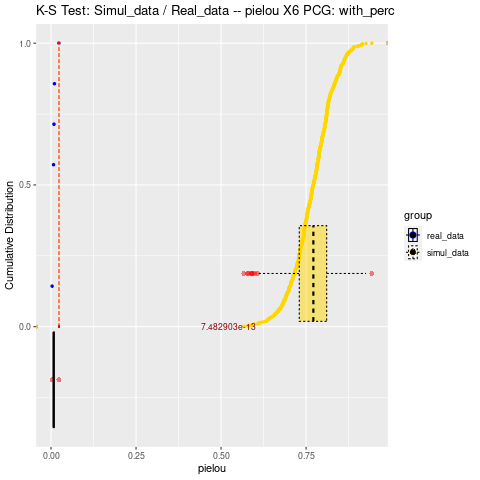 K-S Test: Simul_data / Real_data -- pielou X6 PCG: with_perc
1.0
0.5
0.0
Cumulative Distribution
7.482903e-13
0.00 0.25 0.50 0.75
pielou
group
real_data
simul_data